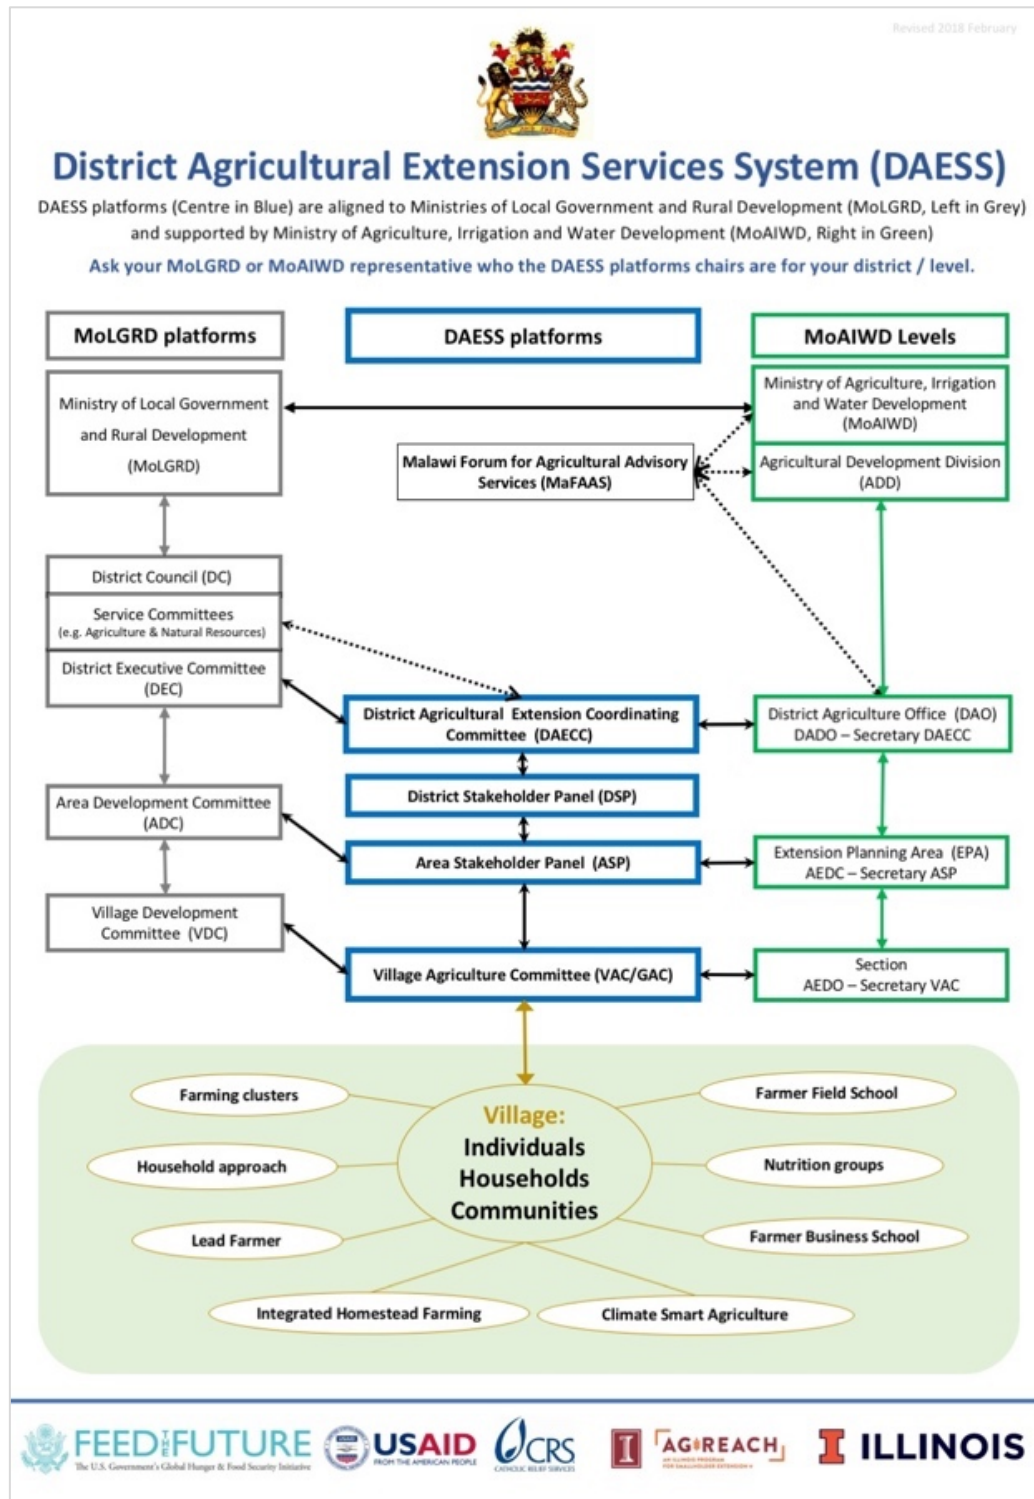 Revised 2018 February
District Agricultural Extension Services System (DAESS)
DAESS platforms (Centre in Blue) are aligned to Ministries of Local Government and Rural Development (MoLGRD, Left in Grey)
and supported by Ministry of Agriculture, Irrigation and Water Development (MoAIWD, Right in Green)
Ask your MoLGRD or MoAIWD representative who the DAESS platforms chairs are for your district / level.
MoLGRD platforms
DAESS platforms
MoAIWD Levels
Ministry of Local Government
and Rural Development
(MoLGRD)
Ministry of Agriculture, Irrigation
and Water Development
(MoAIWD)
Malawi Forum for Agricultural Advisory
Services (MaFAAS)
Agricultural Development Division
(ADD)
District Council (DC)
Service Committees
(e.g. Agriculture & Natural Resources)
District Executive Committee
(DEC)
District Agricultural Extension Coordinating
Committee (DAECC)
District Agriculture Office (DAO)
DADO – Secretary DAECC
District Stakeholder Panel (DSP)
Area Development Committee
(ADC)
Area Stakeholder Panel (ASP)
Extension Planning Area (EPA)
AEDC – Secretary ASP
Village Development
Committee (VDC)
Village Agriculture Committee (VAC/GAC)
Section
AEDO – Secretary VAC
Farming clusters
Household approach
Lead Farmer
Integrated Homestead Farming
Village:
Individuals
Households
Communities
Farmer Field School
Nutrition groups
Farmer Business School
Climate Smart Agriculture
FEED THE FUTURE
The U.S. Government's Global Hunger & Food Security Initiative
USAID
FROM THE AMERICAN PEOPLE
CRS
CATHOLIC RELIEF SERVICES
AGREACH
AN ILLINOIS PROGRAM
FOR SMALLHOLDER EXTENSION
ILLINOIS